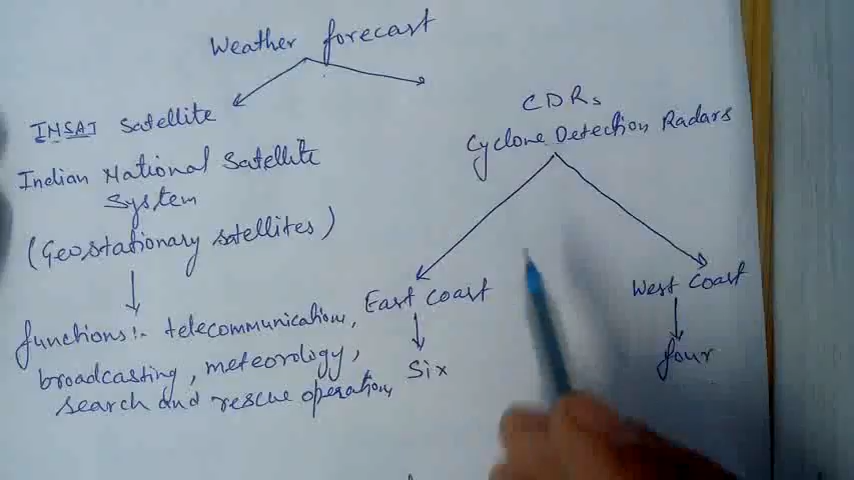 Weather forecast
INSAT Satellite
Indian National Satellite
System
(Geostationary satellites)
functions:- telecommunication,
broadcasting, meteorology,
search and rescue operation,
CDRs
Cyclone Detection Radars
East Coast
Six
West Coast
four